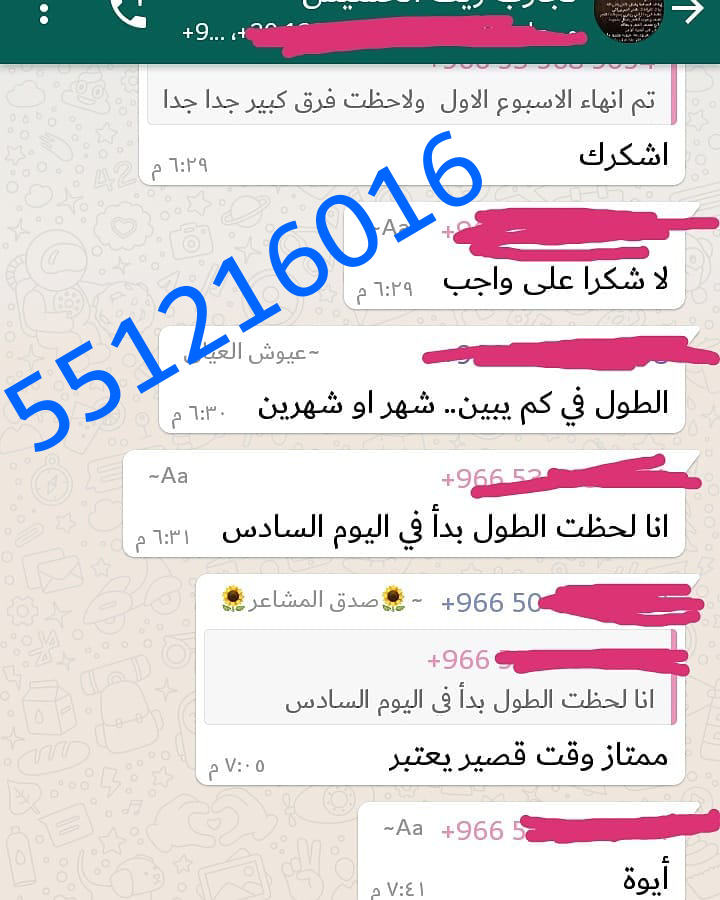 +9... ،+20 1
تم انهاء الاسبوع الاول ولاحظت فرق كبير جدا جدا
اشكرك
٦:٢٩ م
~Aa
+9
لا شكرا على واجب
٦:٢٩ م
551216016
~عيوش
الطول في كم يبين.. شهر او شهرين
٦:٣٠ م
+966 53 ~Aa
انا لحظت الطول بدأ في اليوم السادس
٦:٣١ م
+966 50 ~🌻صدق المشاعر🌻
+966
انا لحظت الطول بدأ في اليوم السادس
ممتاز وقت قصير يعتبر
٧:٠٥ م
+966 5 ~Aa
أيوة
٧:٤١ م